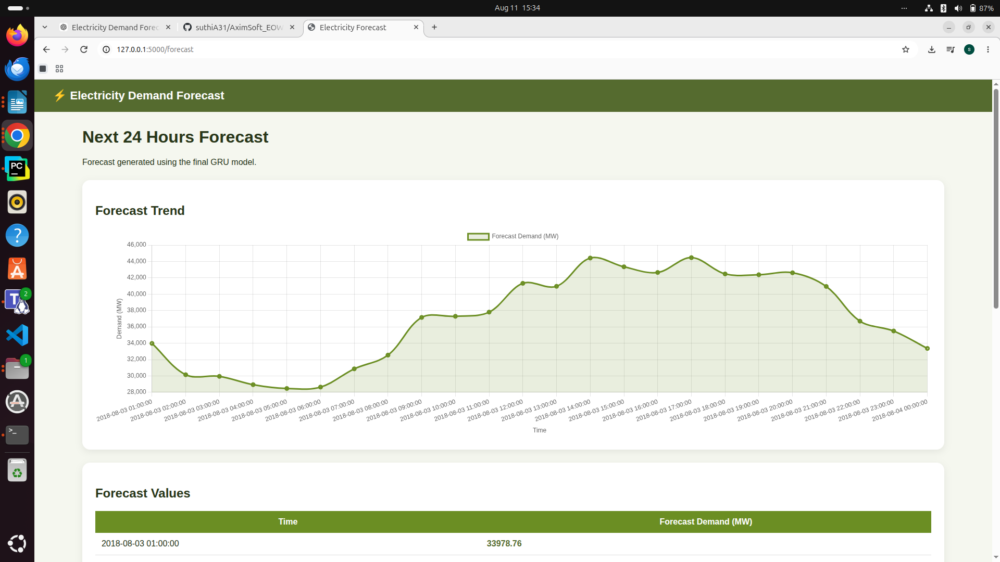 Aug 11 15:34
87%
Electricity Demand Forec
suthiA31/AximSoft_EOW
Electricity Forecast
127.0.0.1:5000/forecast
S
⚡ Electricity Demand Forecast
Next 24 Hours Forecast
Forecast generated using the final GRU model.
Forecast Trend
Forecast Demand (MW)
46,000
44,000
42,000
40,000
38,000
36,000
34,000
32,000
30,000
28,000
Demand (MW)
2018-08-03 01:00:00
2018-08-03 02:00:00
2018-08-03 03:00:00
2018-08-03 04:00:00
2018-08-03 05:00:00
2018-08-03 06:00:00
2018-08-03 07:00:00
2018-08-03 08:00:00
2018-08-03 09:00:00
2018-08-03 10:00:00
2018-08-03 11:00:00
2018-08-03 12:00:00
2018-08-03 13:00:00
2018-08-03 14:00:00
2018-08-03 15:00:00
2018-08-03 16:00:00
2018-08-03 17:00:00
2018-08-03 18:00:00
2018-08-03 19:00:00
2018-08-03 20:00:00
2018-08-03 21:00:00
2018-08-03 22:00:00
2018-08-03 23:00:00
2018-08-04 00:00:00
Time
Forecast Values
Time Forecast Demand (MW)
2018-08-03 01:00:00 33978.76
PC
?
A
T
2
1
>_